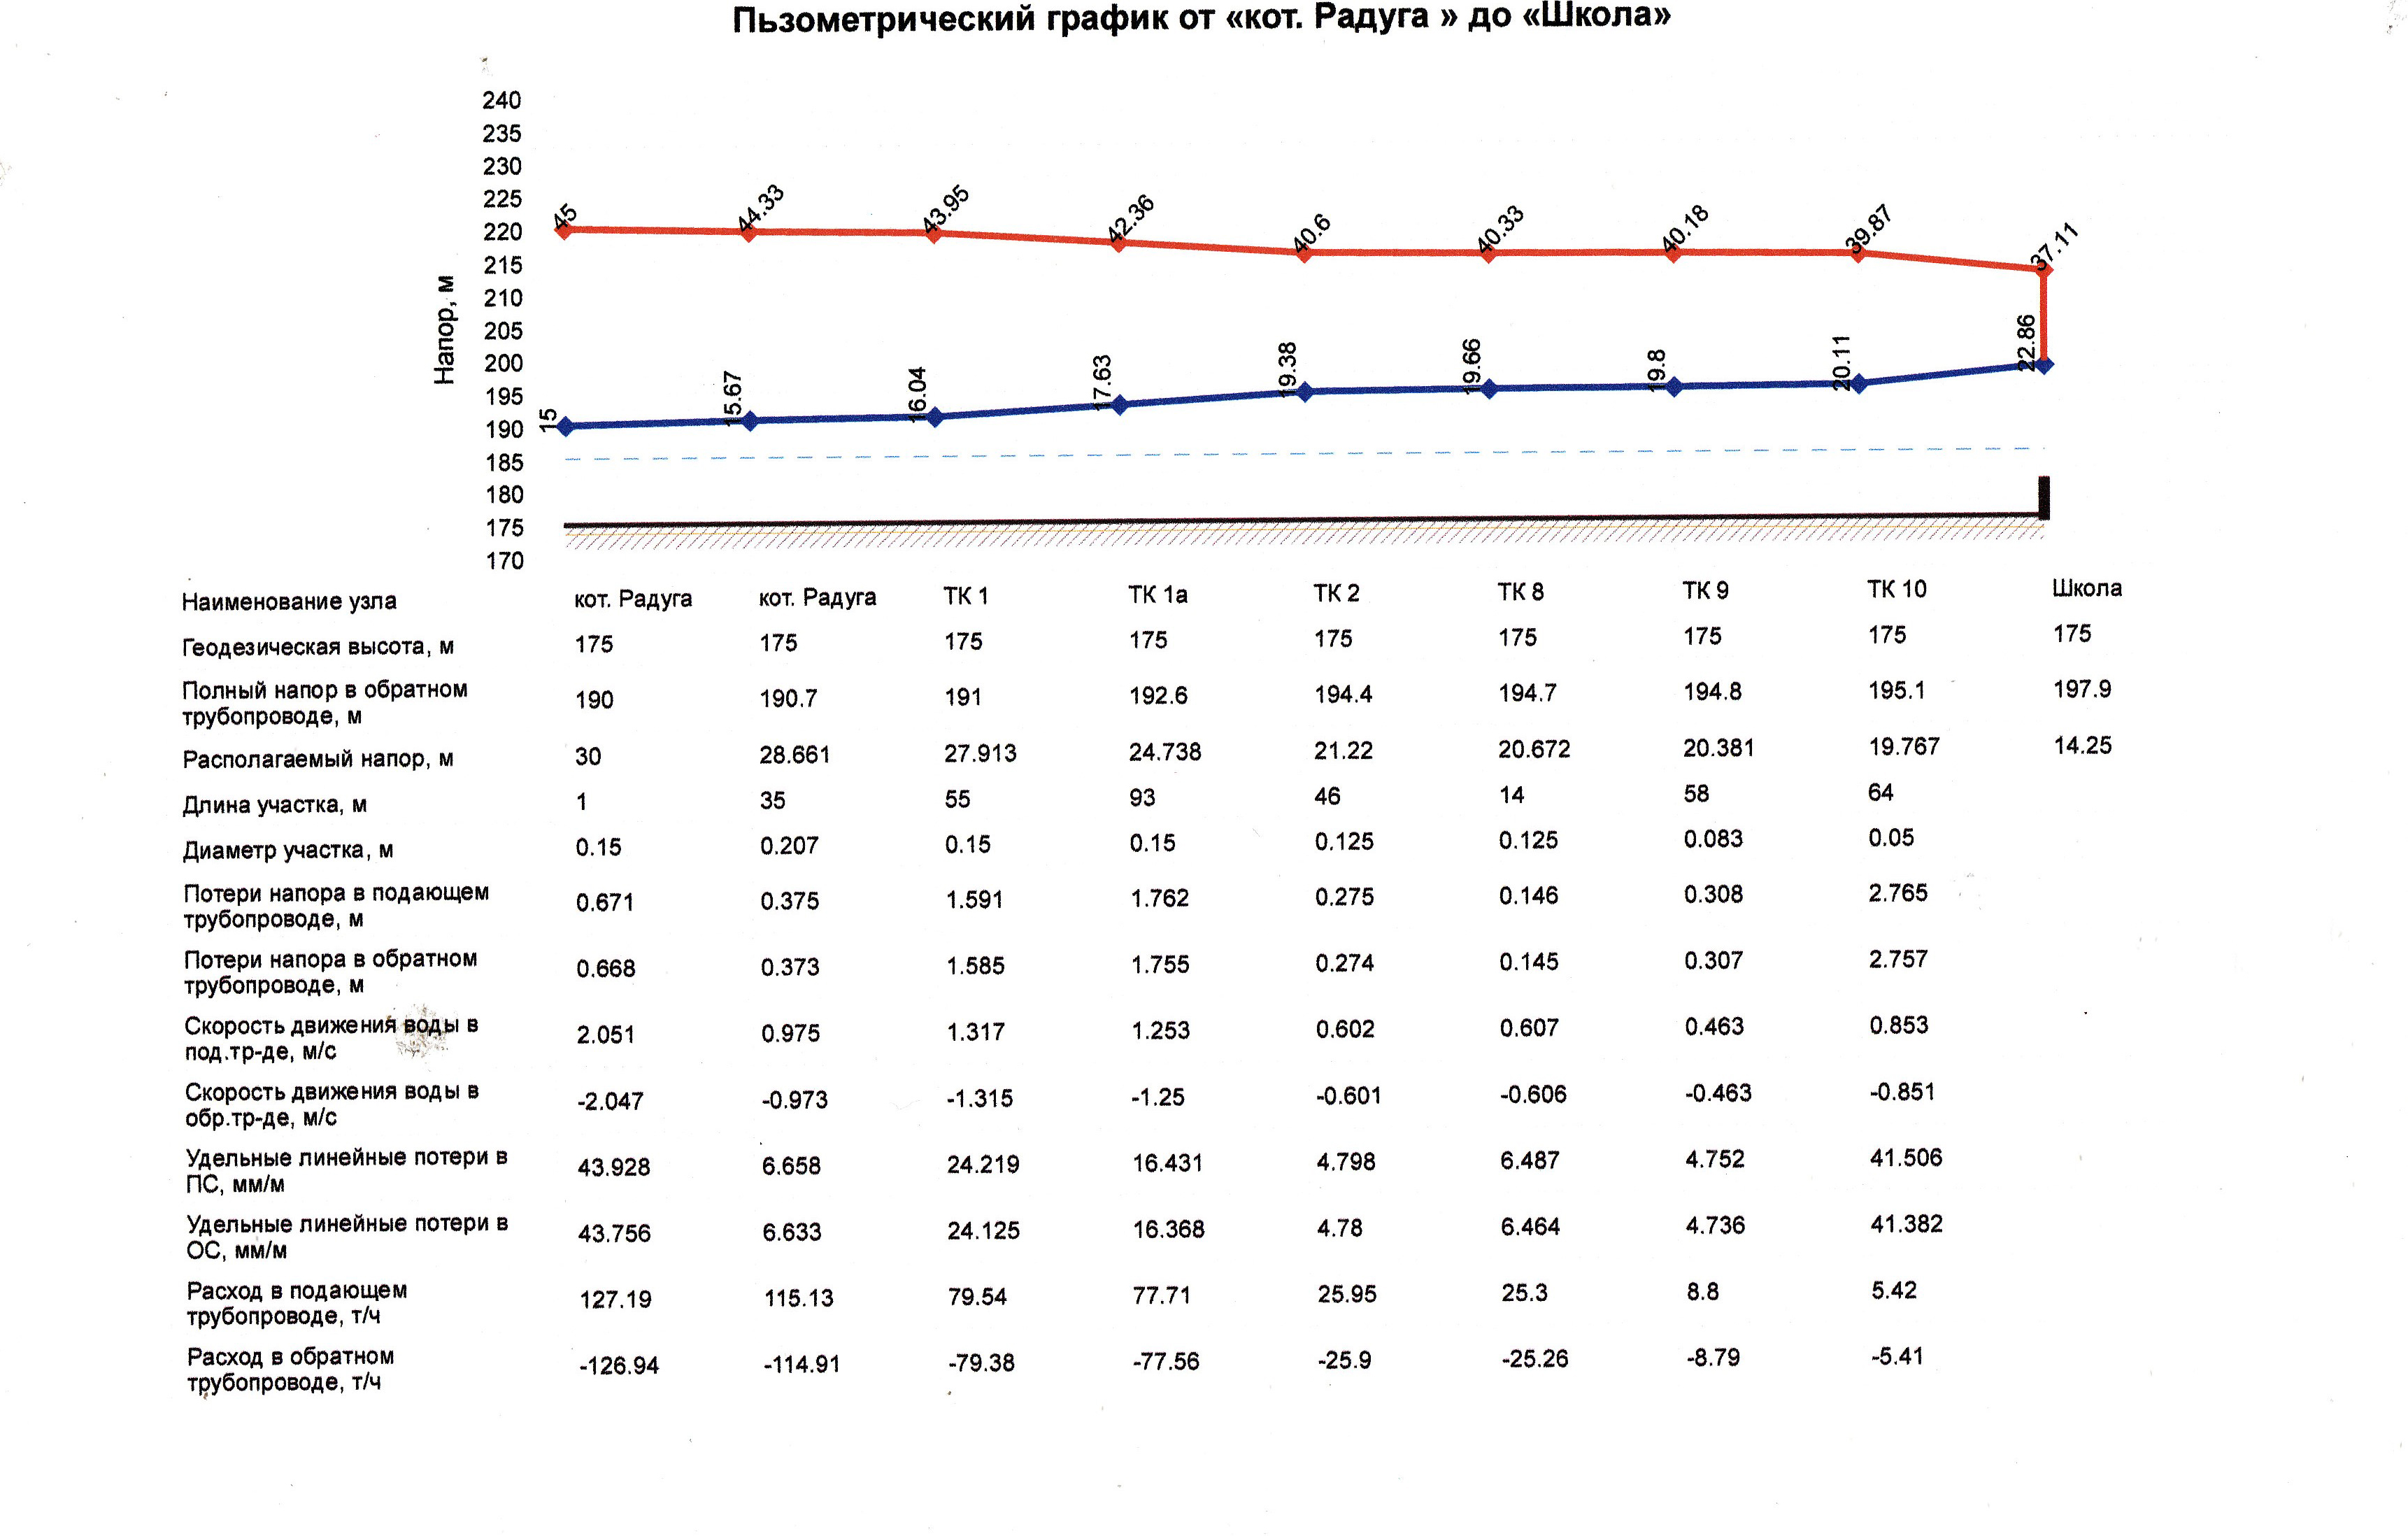 Пьзометрический график от «кот. Радуга » до «Школа»
240
235
230
225
220
215
210
205
200
195
190
185
180
175
170
Напор, м
45 44.33 43.95 42.36 40.6 40.33 40.18 39.87 37.11
15 15.67 16.04 17.63 19.38 19.66 19.8 20.11 22.86
Наименование узла кот. Радуга кот. Радуга ТК 1 ТК 1а ТК 2 ТК 8 ТК 9 ТК 10 Школа
Геодезическая высота, м 175 175 175 175 175 175 175 175 175
Полный напор в обратном
трубопроводе, м 190 190.7 191 192.6 194.4 194.7 194.8 195.1 197.9
Располагаемый напор, м 30 28.661 27.913 24.738 21.22 20.672 20.381 19.767 14.25
Длина участка, м 1 35 55 93 46 14 58 64
Диаметр участка, м 0.15 0.207 0.15 0.15 0.125 0.125 0.083 0.05
Потери напора в подающем
трубопроводе, м 0.671 0.375 1.591 1.762 0.275 0.146 0.308 2.765
Потери напора в обратном
трубопроводе, м 0.668 0.373 1.585 1.755 0.274 0.145 0.307 2.757
Скорость движения воды в
под.тр-де, м/с 2.051 0.975 1.317 1.253 0.602 0.607 0.463 0.853
Скорость движения воды в
обр.тр-де, м/с -2.047 -0.973 -1.315 -1.25 -0.601 -0.606 -0.463 -0.851
Удельные линейные потери в
ПС, мм/м 43.928 6.658 24.219 16.431 4.798 6.487 4.752 41.506
Удельные линейные потери в
ОС, мм/м 43.756 6.633 24.125 16.368 4.78 6.464 4.736 41.382
Расход в подающем
трубопроводе, т/ч 127.19 115.13 79.54 77.71 25.95 25.3 8.8 5.42
Расход в обратном
трубопроводе, т/ч -126.94 -114.91 -79.38 -77.56 -25.9 -25.26 -8.79 -5.41